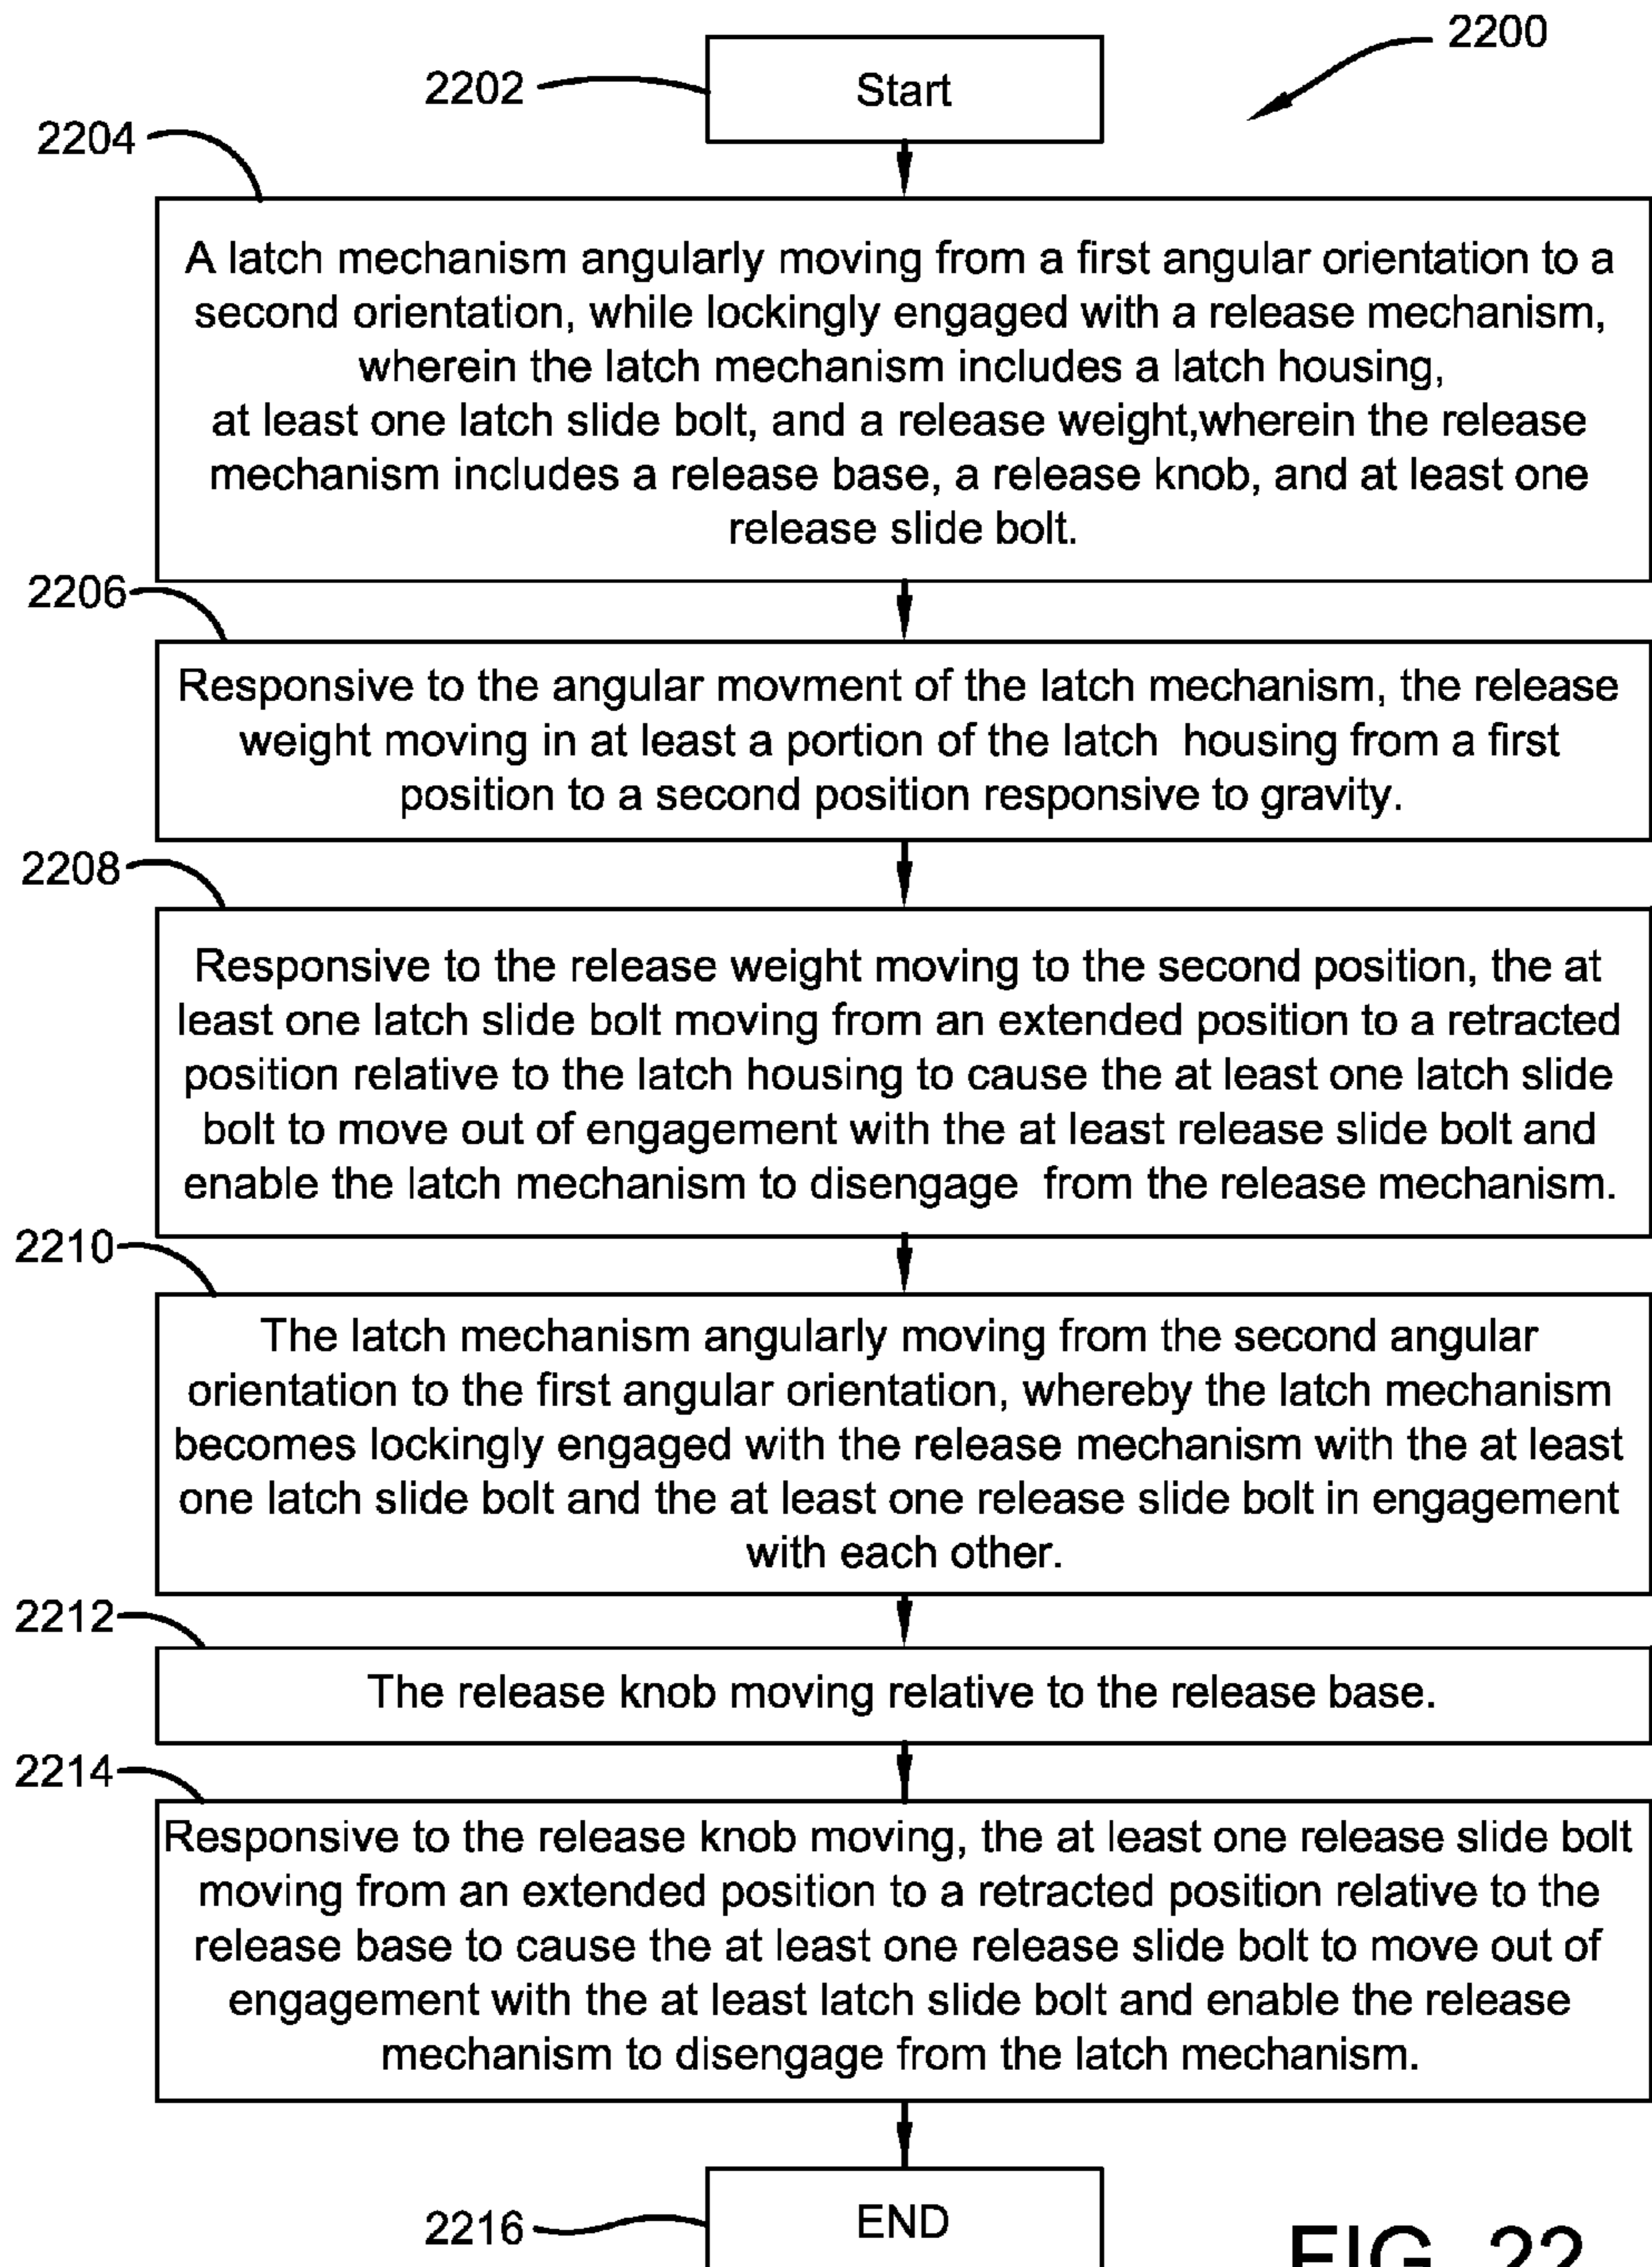 2200
2202
Start
2204
A latch mechanism angularly moving from a first angular orientation to a
second orientation, while lockingly engaged with a release mechanism,
wherein the latch mechanism includes a latch housing,
at least one latch slide bolt, and a release weight,wherein the release
mechanism includes a release base, a release knob, and at least one
release slide bolt.
2206
Responsive to the angular movment of the latch mechanism, the release
weight moving in at least a portion of the latch housing from a first
position to a second position responsive to gravity.
2208
Responsive to the release weight moving to the second position, the at
least one latch slide bolt moving from an extended position to a retracted
position relative to the latch housing to cause the at least one latch slide
bolt to move out of engagement with the at least release slide bolt and
enable the latch mechanism to disengage from the release mechanism.
2210
The latch mechanism angularly moving from the second angular
orientation to the first angular orientation, whereby the latch mechanism
becomes lockingly engaged with the release mechanism with the at least
one latch slide bolt and the at least one release slide bolt in engagement
with each other.
2212
The release knob moving relative to the release base.
2214
Responsive to the release knob moving, the at least one release slide bolt
moving from an extended position to a retracted position relative to the
release base to cause the at least one release slide bolt to move out of
engagement with the at least latch slide bolt and enable the release
mechanism to disengage from the latch mechanism.
2216
END
FIG. 22